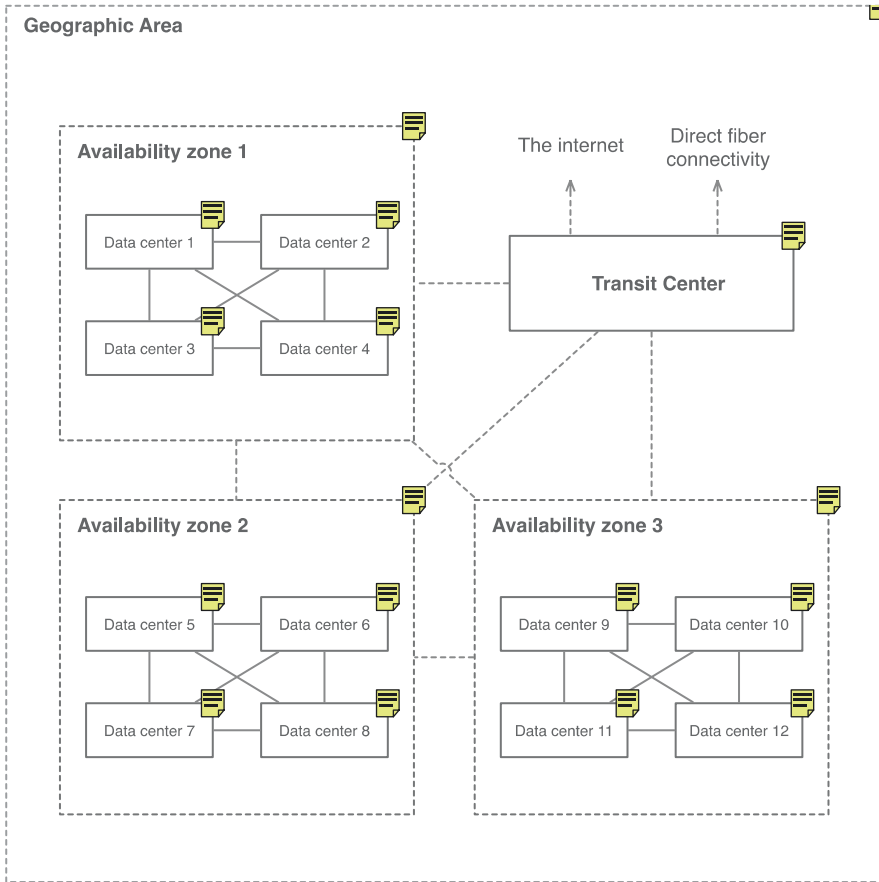 Geographic Area
Availability zone 1
The internet
Direct fiber
connectivity
Data center 1
Data center 2
Transit Center
Data center 3
Data center 4
Availability zone 2
Availability zone 3
Data center 5
Data center 6
Data center 9
Data center 10
Data center 7
Data center 8
Data center 11
Data center 12